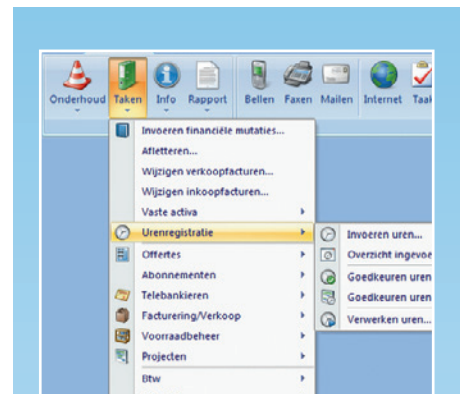 Onderhoud Taken Info Rapport Bellen Faxen Mailen Internet
Invoeren financiële mutaties...
Afletteren...
Wijzigen verkoopfacturen...
Wijzigen inkoopfacturen...
Vaste activa
Urenregistratie
Invoeren uren...
Offertes
Overzicht
Abonnementen
Goedkeuren uren
Telebankieren
Goedkeuren uren
Facturering/Verkoop
Verwerken uren...
Voorraadbeheer
Projecten
Btw